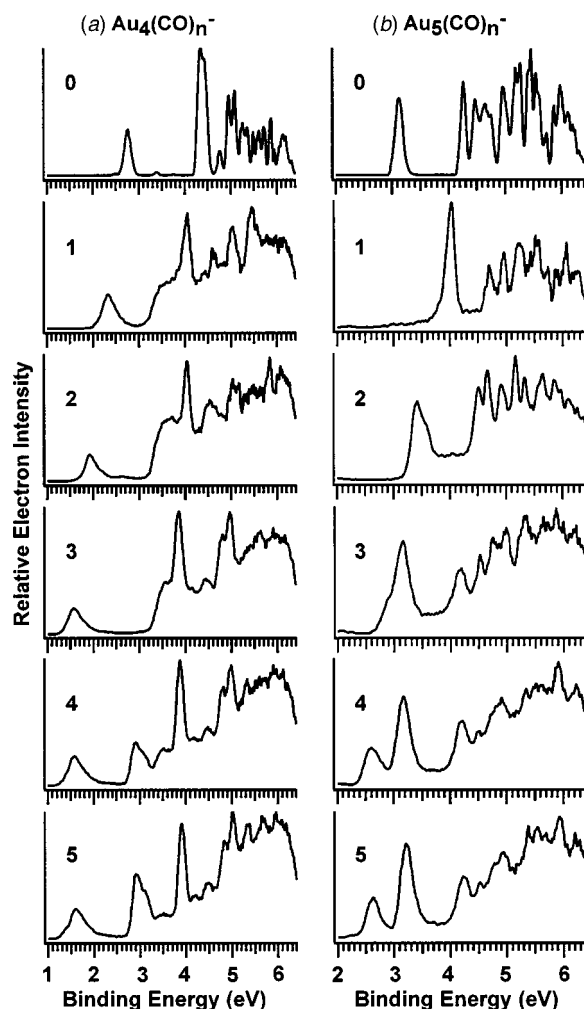 (a) Au4(CO)n-
(b) Au5(CO)n-
0
0
1
1
2
2
3
3
4
4
5
5
Relative Electron Intensity
1 2 3 4 5 6
2 3 4 5 6
Binding Energy (eV)
Binding Energy (eV)